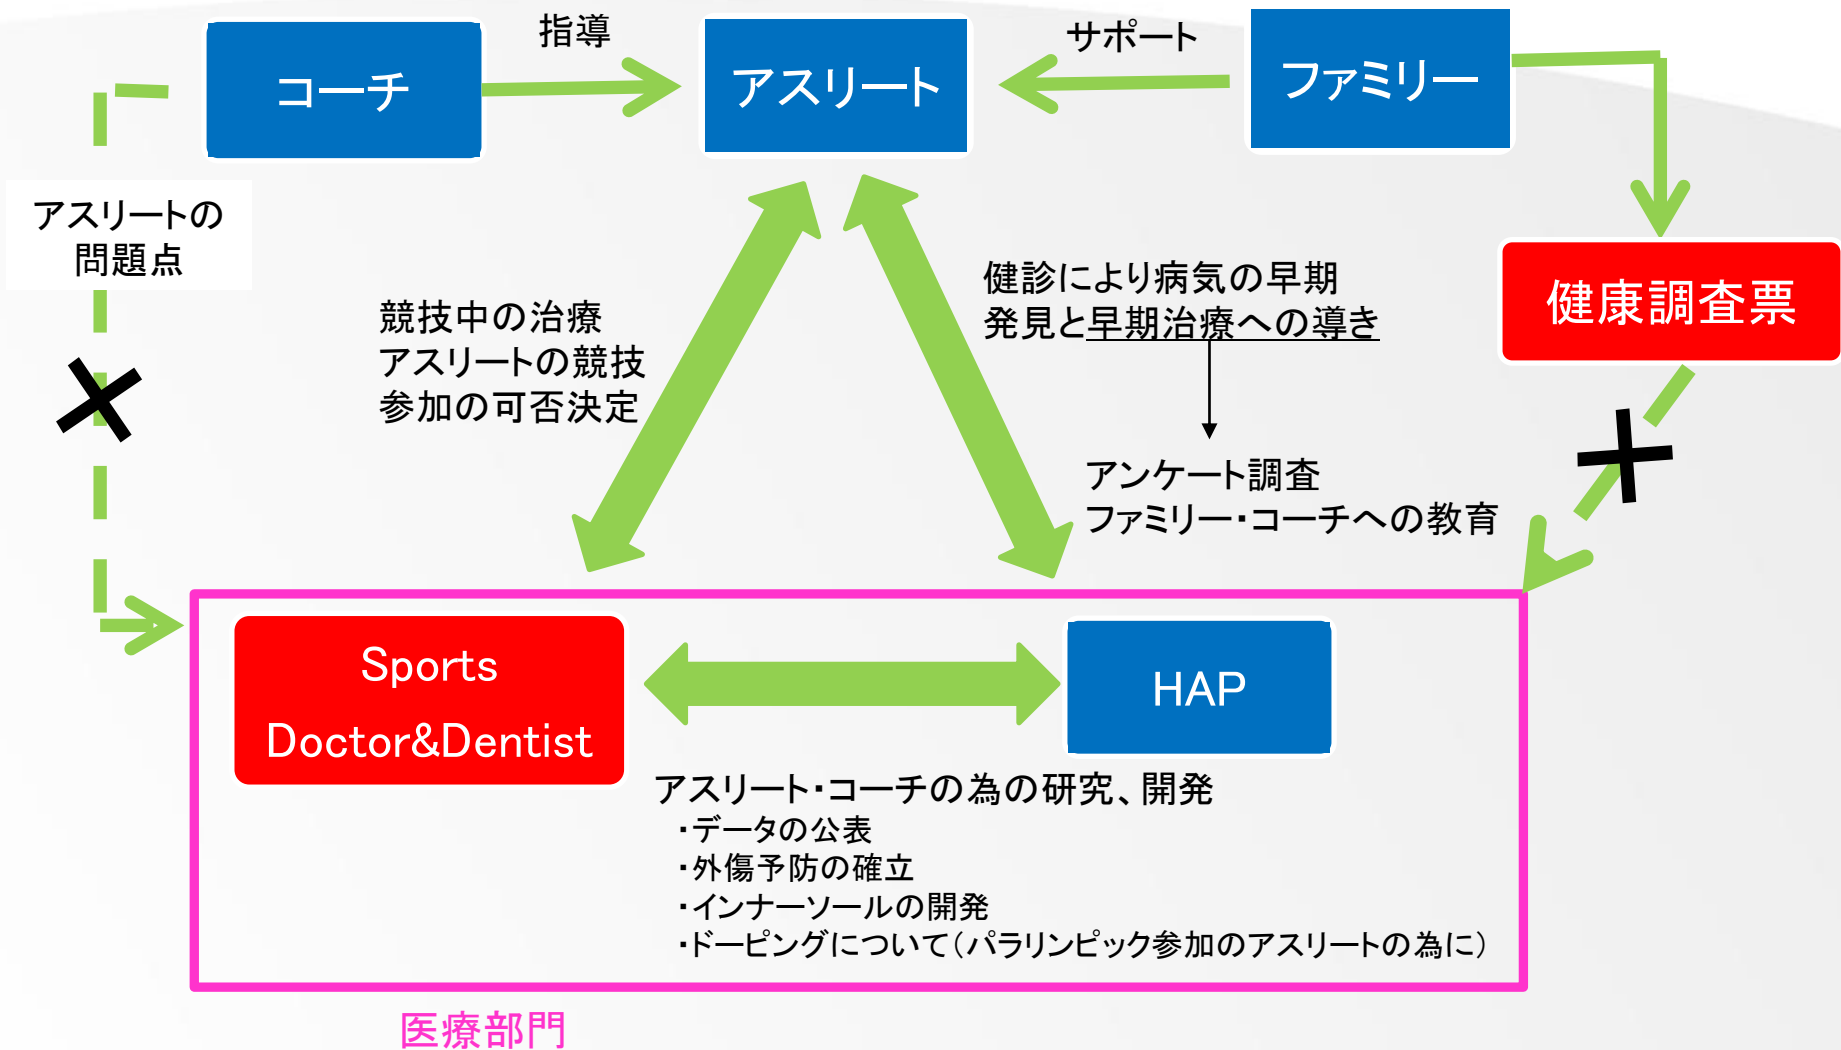 コーチ
指導
アスリート
サポート
ファミリー
アスリートの
問題点
健康調査票
競技中の治療
アスリートの競技
参加の可否決定
健診により病気の早期
発見と早期治療への導き
アンケート調査
ファミリー・コーチへの教育
Sports
Doctor&Dentist
HAP
アスリート・コーチの為の研究、開発
・データの公表
・外傷予防の確立
・インナーソールの開発
・ドーピングについて(パラリンピック参加のアスリートの為に)
医療部門